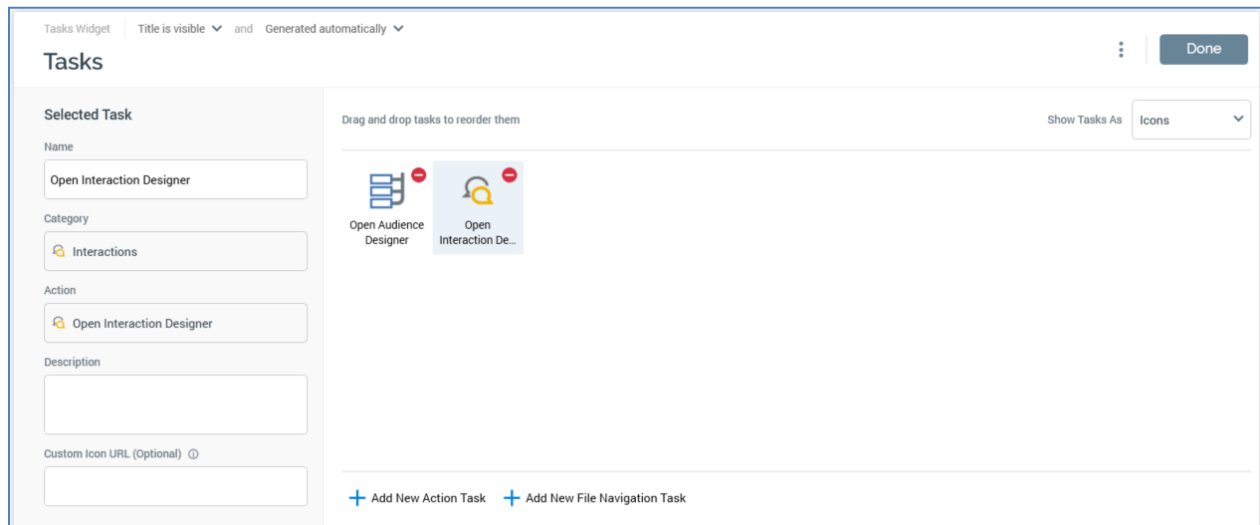 Tasks Widget Title is visible and Generated automatically
Tasks
Done
Selected Task
Name
Open Interaction Designer
Category
Interactions
Action
Open Interaction Designer
Description
Custom Icon URL (Optional)
Drag and drop tasks to reorder them
Show Tasks As Icons
Open Audience
Designer
Open
Interaction De...
Add New Action Task Add New File Navigation Task